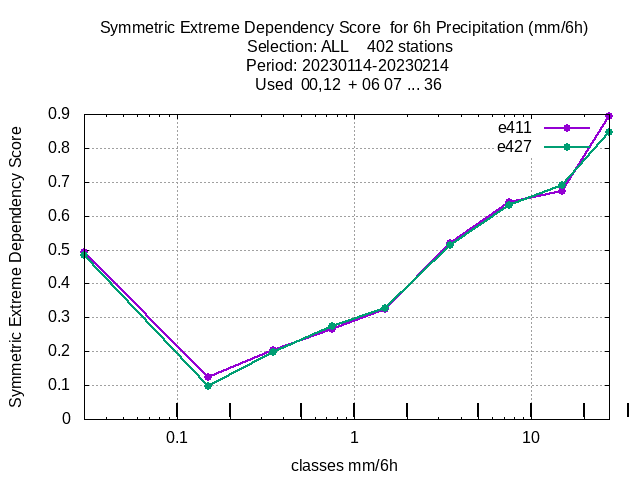 Symmetric Extreme Dependency Score  for 6h Precipitation (mm/6h)
Selection: ALL    402 stations
Period: 20230114-20230214
Used  00,12  + 06 07 ... 36
Symmetric Extreme Dependency Score
0.9
0.8
0.7
0.6
0.5
0.4
0.3
0.2
0.1
0
e411
e427
0.1
1
10
classes mm/6h